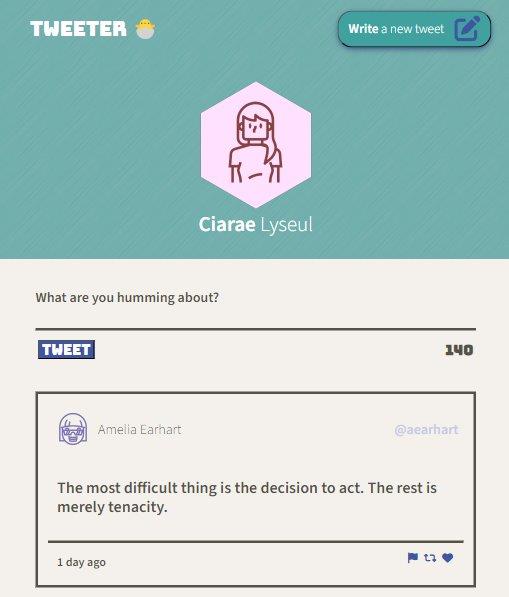 TWEETER
Write a new tweet
Ciarae Lyseul
What are you humming about?
TWEET 140
Amelia Earhart @aearhart
The most difficult thing is the decision to act. The rest is
merely tenacity.
1 day ago